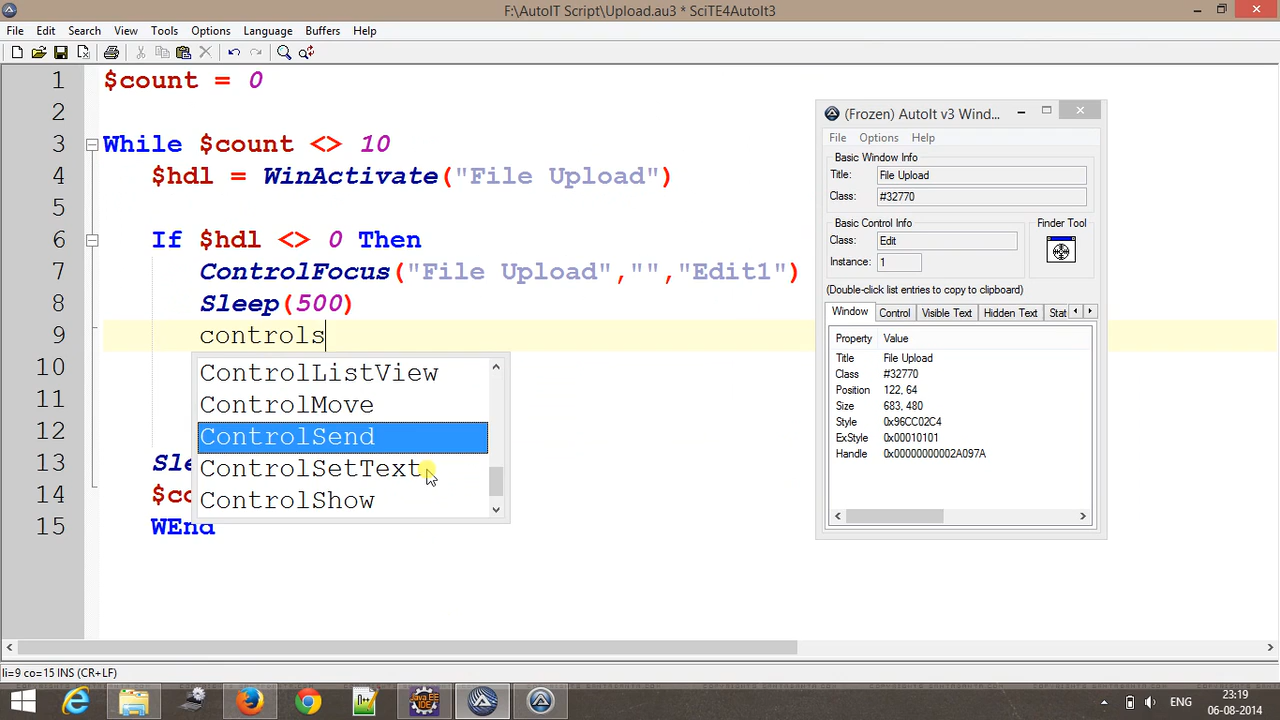 F:\AutoIT Script\Upload.au3 * SciTE4AutoIt3
File Edit Search View Tools Options Language Buffers Help
1 $count = 0
2
3 While $count <> 10
4 $hdl = WinActivate("File Upload")
5
6 If $hdl <> 0 Then
7 ControlFocus("File Upload","","Edit1")
8 Sleep(500)
9 controls
10
11
12
13 Sle
14 $co
15 WEnd
ControlListView
ControlMove
ControlSend
ControlSetText
ControlShow
(Frozen) AutoIt v3 Wind...
File Options Help
Basic Window Info
Title: File Upload
Class: #32770
Basic Control Info
Class: Edit
Instance: 1
Finder Tool
(Double-click list entries to copy to clipboard)
Window Control Visible Text Hidden Text Stat
Property Value
Title File Upload
Class #32770
Position 122, 64
Size 683, 480
Style 0x96CC02C4
ExStyle 0x00010101
Handle 0x00000000002A097A
li=9 co=15 INS (CR+LF)
Java EE
IDE
ENG
23:19
06-08-2014